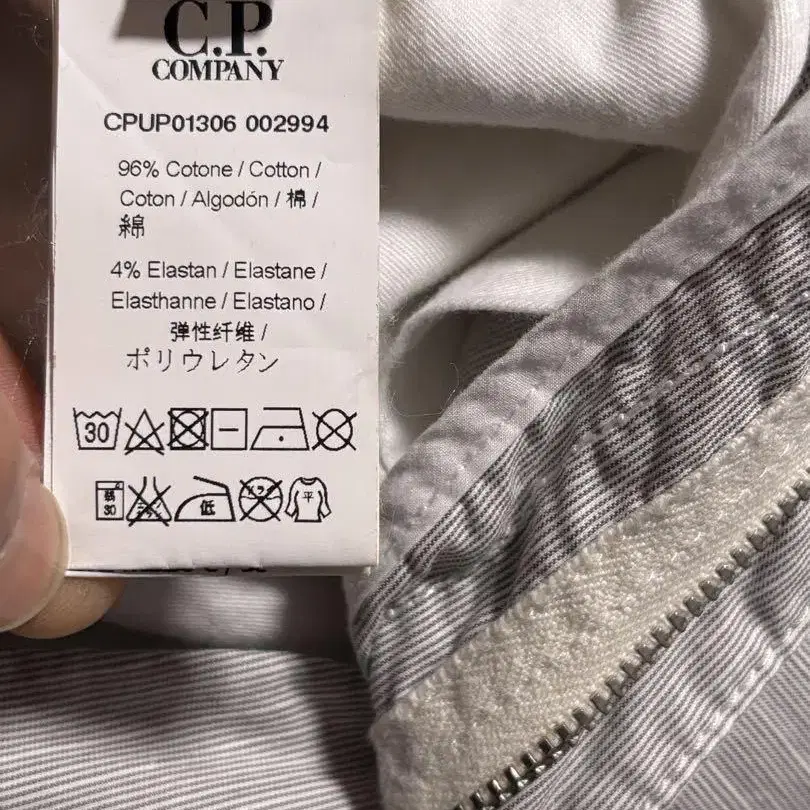 C.P.
COMPANY
CPUP01306 002994
96% Cotone / Cotton /
Coton / Algodón / 棉 /
綿
4% Elastan / Elastane /
Elasthanne / Elastano /
弹性纤维 /
ポリウレタン
30
弱 30 低 平